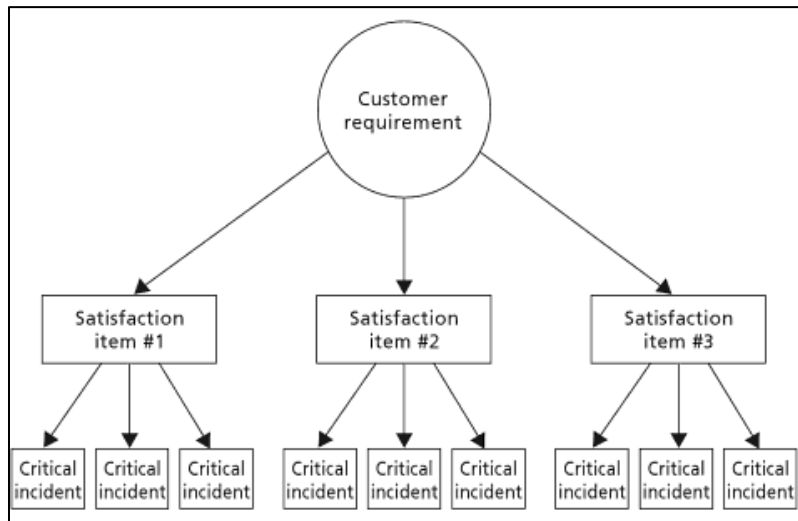 Customer
requirement
Satisfaction
item #1
Satisfaction
item #2
Satisfaction
item #3
Critical
incident
Critical
incident
Critical
incident
Critical
incident
Critical
incident
Critical
incident
Critical
incident
Critical
incident
Critical
incident